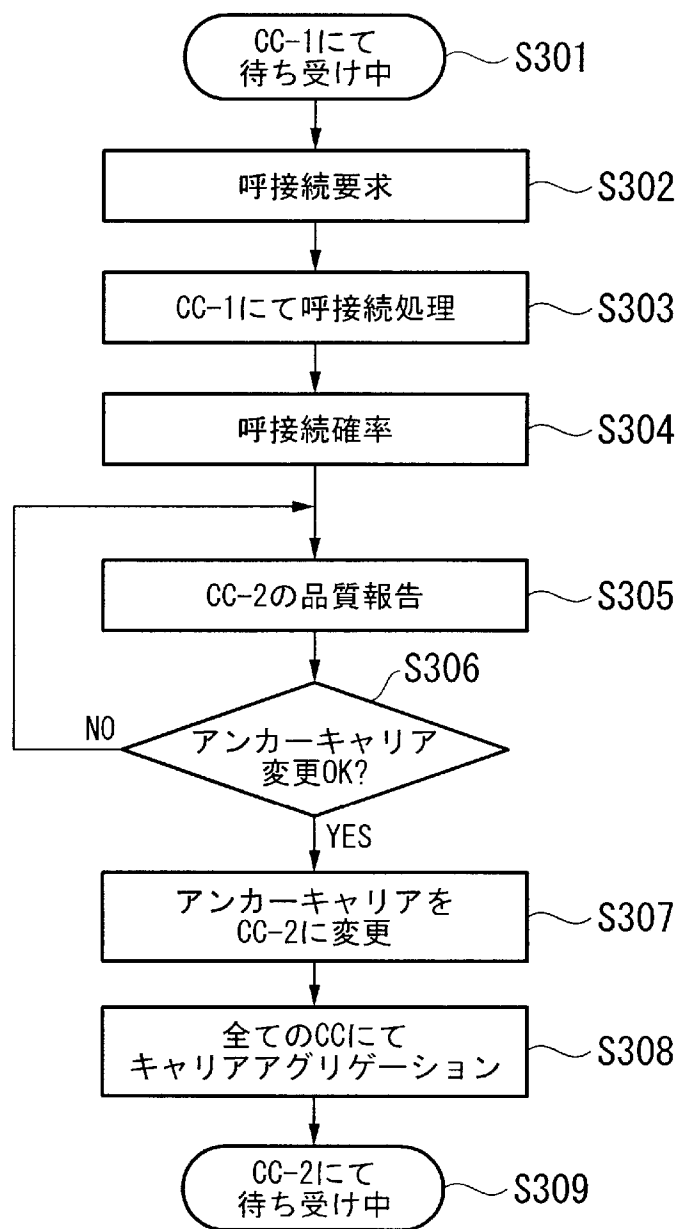 CC-1にて
待ち受け中
S301
呼接続要求
S302
CC-1にて呼接続処理
S303
呼接続確率
S304
CC-2の品質報告
S305
S306
アンカーキャリア
変更OK?
NO
YES
アンカーキャリアを
CC-2に変更
S307
全てのCCにて
キャリアアグリゲーション
S308
CC-2にて
待ち受け中
S309